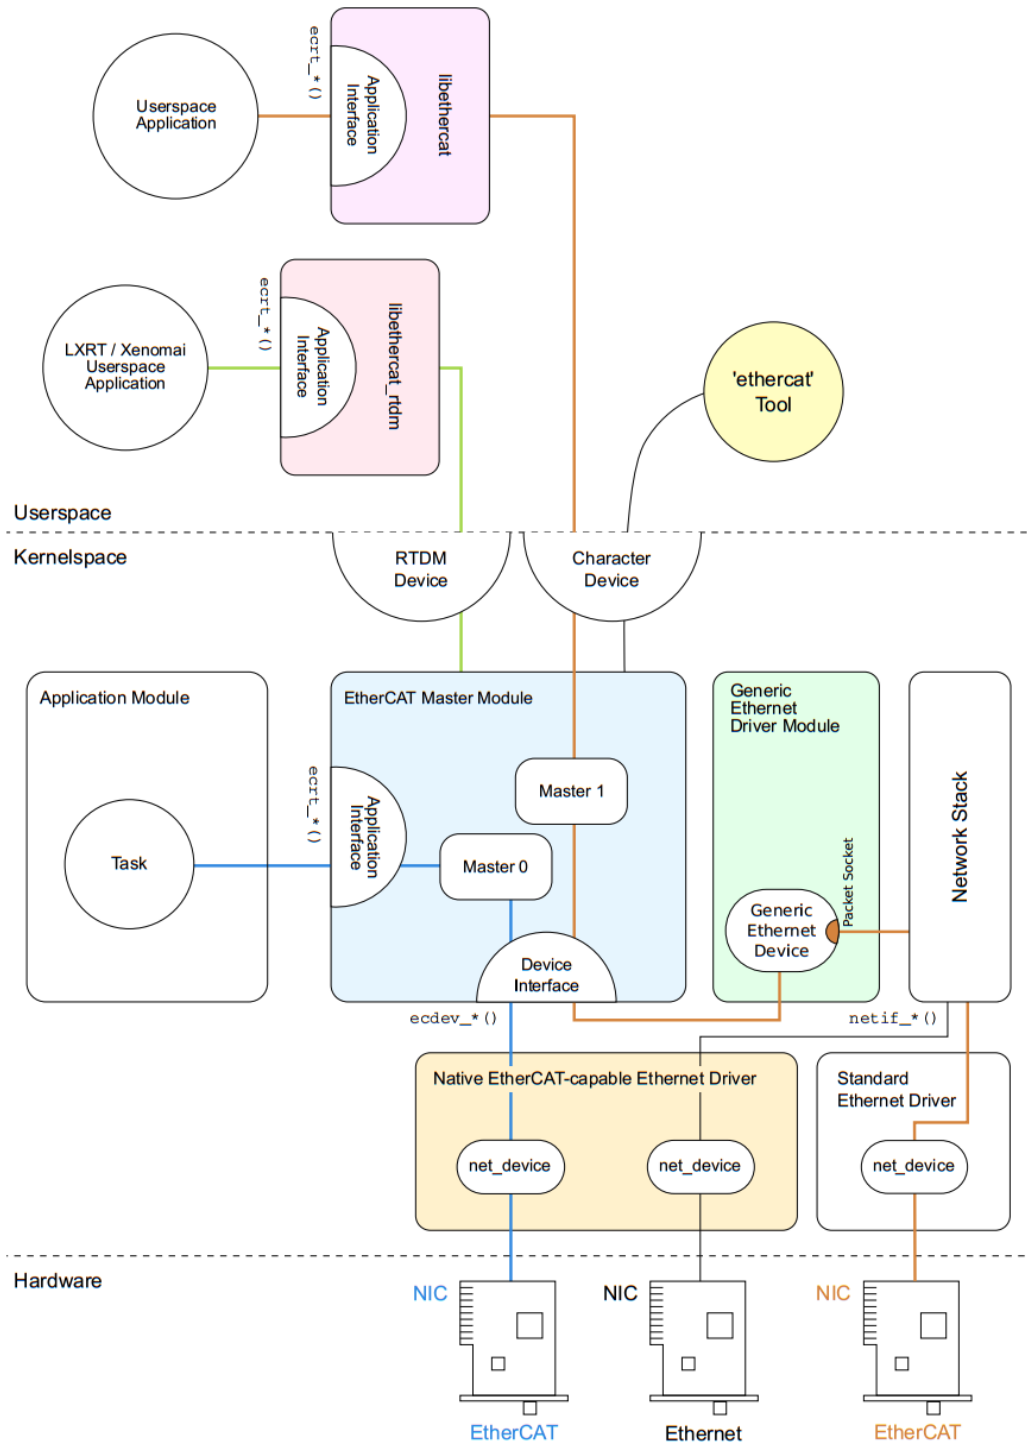 ecrt_*()
Application
Interface
libethercat
Userspace
Application
ecrt_*()
Application
Interface
libethercat_rtdm
LXRT / Xenomai
Userspace
Application
'ethercat'
Tool
Userspace
Kernelspace
RTDM
Device
Character
Device
Application Module
EtherCAT Master Module
Generic
Ethernet
Driver Module
Network Stack
Master 1
ecrt_*()
Application
Interface
Task
Master 0
Packet Socket
Generic
Ethernet
Device
Device
Interface
ecdev_*()
netif_*()
Native EtherCAT-capable Ethernet Driver
Standard
Ethernet Driver
net_device
net_device
net_device
Hardware
NIC
NIC
NIC
EtherCAT
Ethernet
EtherCAT